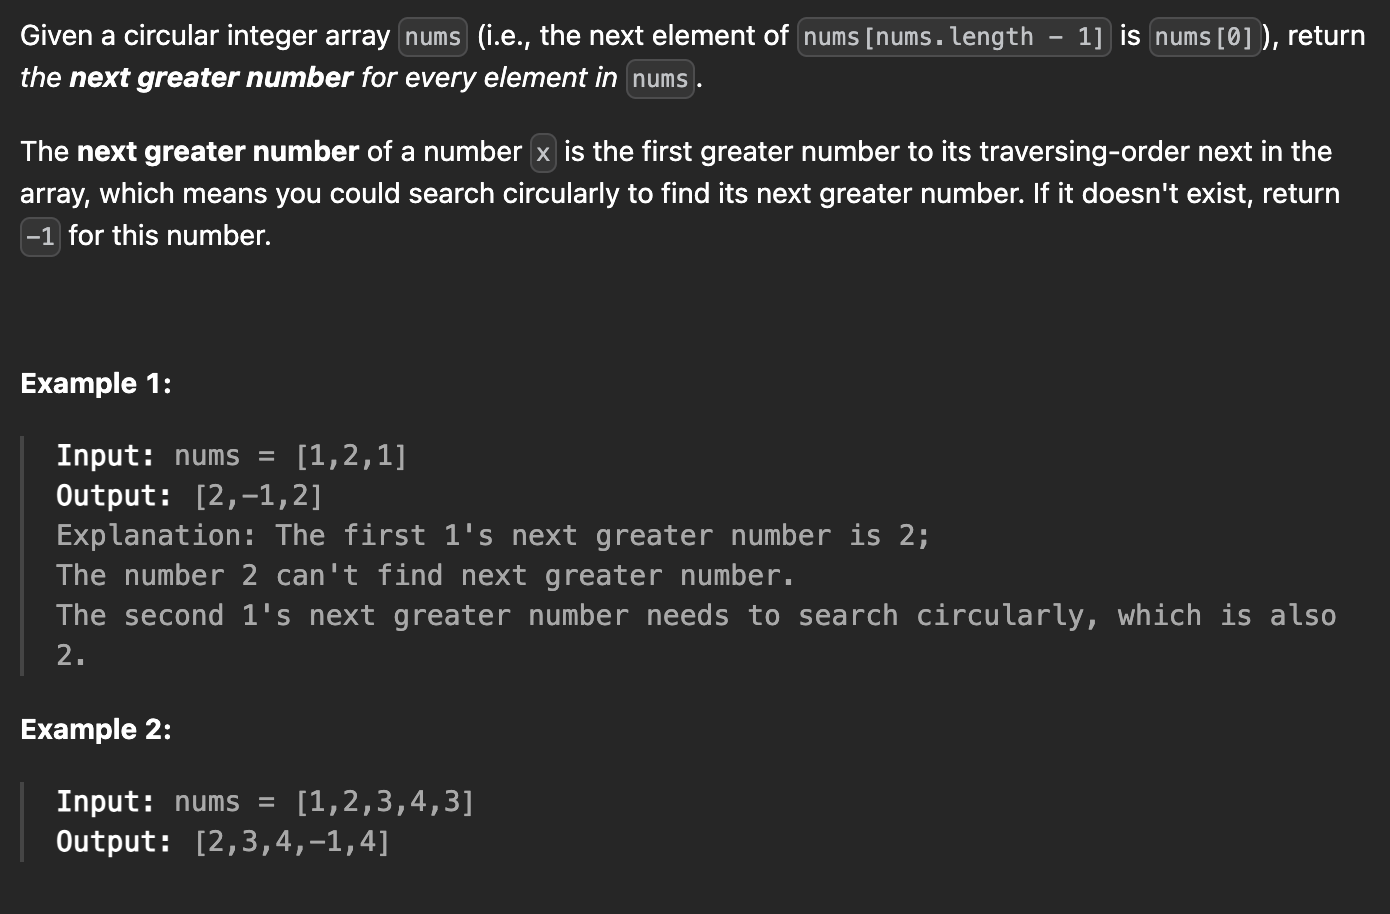 Given a circular integer array nums (i.e., the next element of nums[nums.length - 1] is nums[0]), return
the next greater number for every element in nums.
The next greater number of a number x is the first greater number to its traversing-order next in the
array, which means you could search circularly to find its next greater number. If it doesn't exist, return
-1 for this number.
Example 1:
Input: nums = [1,2,1]
Output: [2,-1,2]
Explanation: The first 1's next greater number is 2;
The number 2 can't find next greater number.
The second 1's next greater number needs to search circularly, which is also
2.
Example 2:
Input: nums = [1,2,3,4,3]
Output: [2,3,4,-1,4]